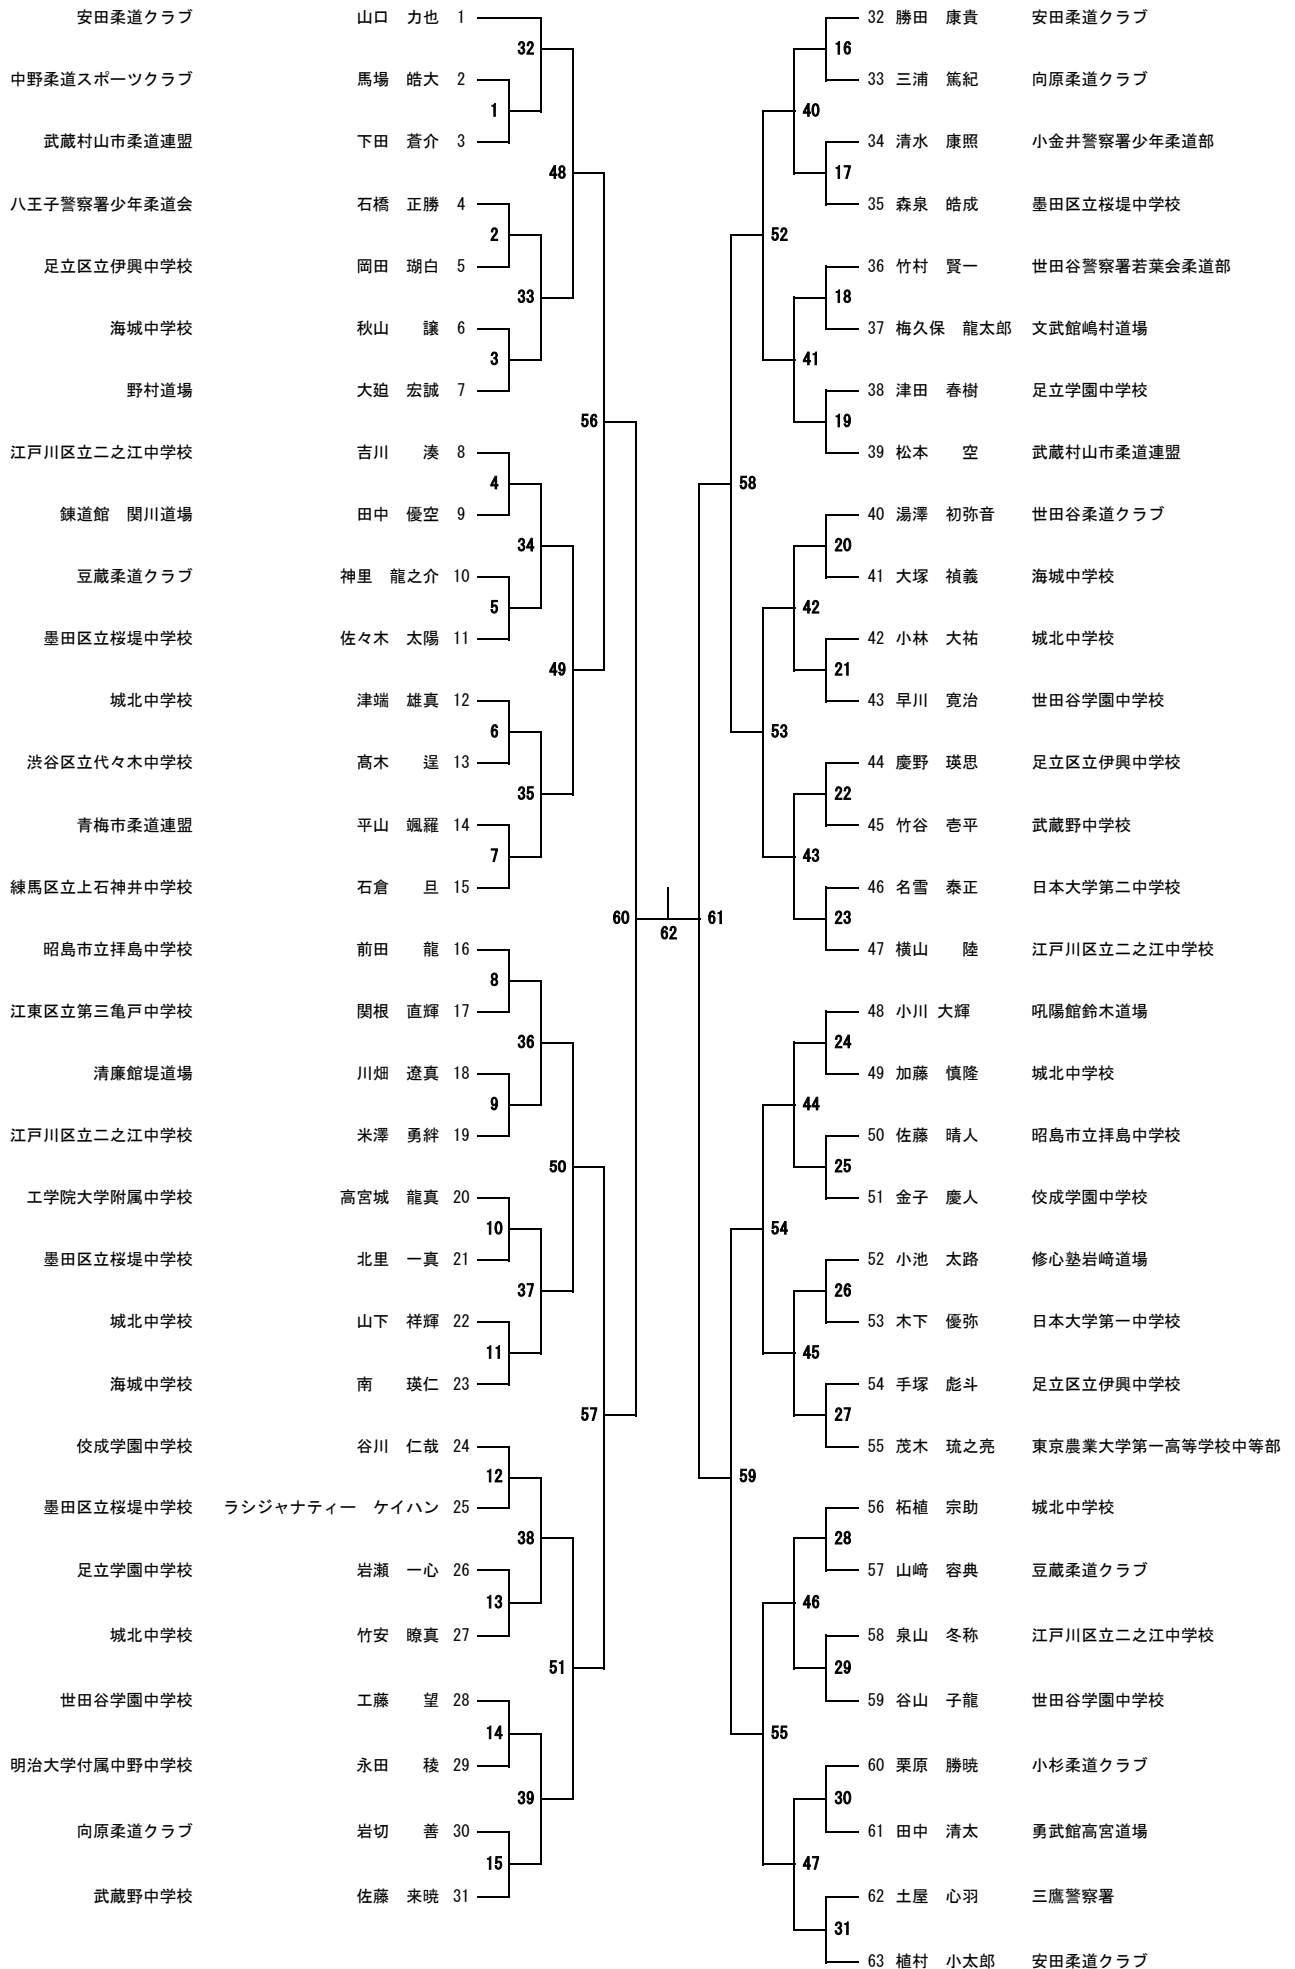 安田柔道クラブ 山口 力也 1
32
中野柔道スポーツクラブ 馬場 皓大 2
1
武蔵村山市柔道連盟 下田 蒼介 3
48
八王子警察署少年柔道会 石橋 正勝 4
2
足立区立伊興中学校 岡田 瑚白 5
33
海城中学校 秋山 譲 6
3
野村道場 大廹 宏誠 7
56
江戸川区立二之江中学校 吉川 湊 8
4
錬道館 関川道場 田中 優空 9
34
豆蔵柔道クラブ 神里 龍之介 10
5
墨田区立桜堤中学校 佐々木 太陽 11
49
城北中学校 津端 雄真 12
6
渋谷区立代々木中学校 髙木 逞 13
35
青梅市柔道連盟 平山 颯羅 14
7
練馬区立上石神井中学校 石倉 旦 15
60
62
61
昭島市立拝島中学校 前田 龍 16
8
江東区立第三亀戸中学校 関根 直輝 17
36
清廉館堤道場 川畑 遼真 18
9
江戸川区立二之江中学校 米澤 勇絆 19
50
工学院大学附属中学校 高宮城 龍真 20
10
墨田区立桜堤中学校 北里 一真 21
37
城北中学校 山下 祥輝 22
11
海城中学校 南 瑛仁 23
57
佼成学園中学校 谷川 仁哉 24
12
墨田区立桜堤中学校 ラシジャナティー ケイハン 25
38
足立学園中学校 岩瀬 一心 26
13
城北中学校 竹安 瞭真 27
51
世田谷学園中学校 工藤 望 28
14
明治大学付属中野中学校 永田 稜 29
39
向原柔道クラブ 岩切 善 30
15
武蔵野中学校 佐藤 来暁 31
32 勝田 康貴 安田柔道クラブ
16
33 三浦 篤紀 向原柔道クラブ
40
34 清水 康照 小金井警察署少年柔道部
17
35 森泉 皓成 墨田区立桜堤中学校
52
36 竹村 賢一 世田谷警察署若葉会柔道部
18
37 梅久保 龍太郎 文武館嶋村道場
41
38 津田 春樹 足立学園中学校
19
39 松本 空 武蔵村山市柔道連盟
58
40 湯澤 初弥音 世田谷柔道クラブ
20
41 大塚 禎義 海城中学校
42
42 小林 大祐 城北中学校
21
43 早川 寛治 世田谷学園中学校
53
44 慶野 瑛思 足立区立伊興中学校
22
45 竹谷 壱平 武蔵野中学校
43
46 名雪 泰正 日本大学第二中学校
23
47 横山 陸 江戸川区立二之江中学校
48 小川 大輝 吼陽館鈴木道場
24
49 加藤 慎隆 城北中学校
44
50 佐藤 晴人 昭島市立拝島中学校
25
51 金子 慶人 佼成学園中学校
54
52 小池 太路 修心塾岩﨑道場
26
53 木下 優弥 日本大学第一中学校
45
54 手塚 彪斗 足立区立伊興中学校
27
55 茂木 琉之亮 東京農業大学第一高等学校中等部
59
56 柘植 宗助 城北中学校
28
57 山﨑 容典 豆蔵柔道クラブ
46
58 泉山 冬称 江戸川区立二之江中学校
29
59 谷山 子龍 世田谷学園中学校
55
60 栗原 勝暁 小杉柔道クラブ
30
61 田中 清太 勇武館高宮道場
47
62 土屋 心羽 三鷹警察署
31
63 植村 小太郎 安田柔道クラブ